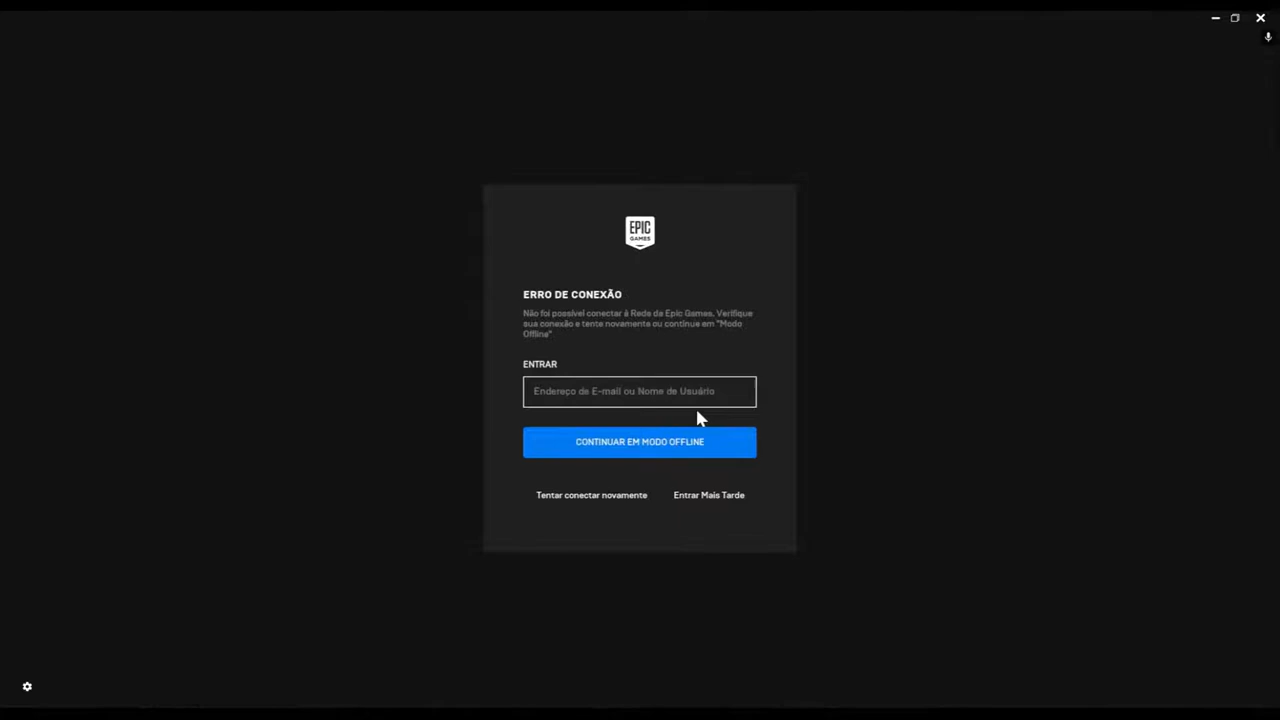 EPIC
GAMES
ERRO DE CONEXÃO
Não foi possível conectar à Rede da Epic Games. Verifique
sua conexão e tente novamente ou continue em "Modo
Offline"
ENTRAR
Endereço de E-mail ou Nome de Usuário
CONTINUAR EM MODO OFFLINE
Tentar conectar novamente Entrar Mais Tarde